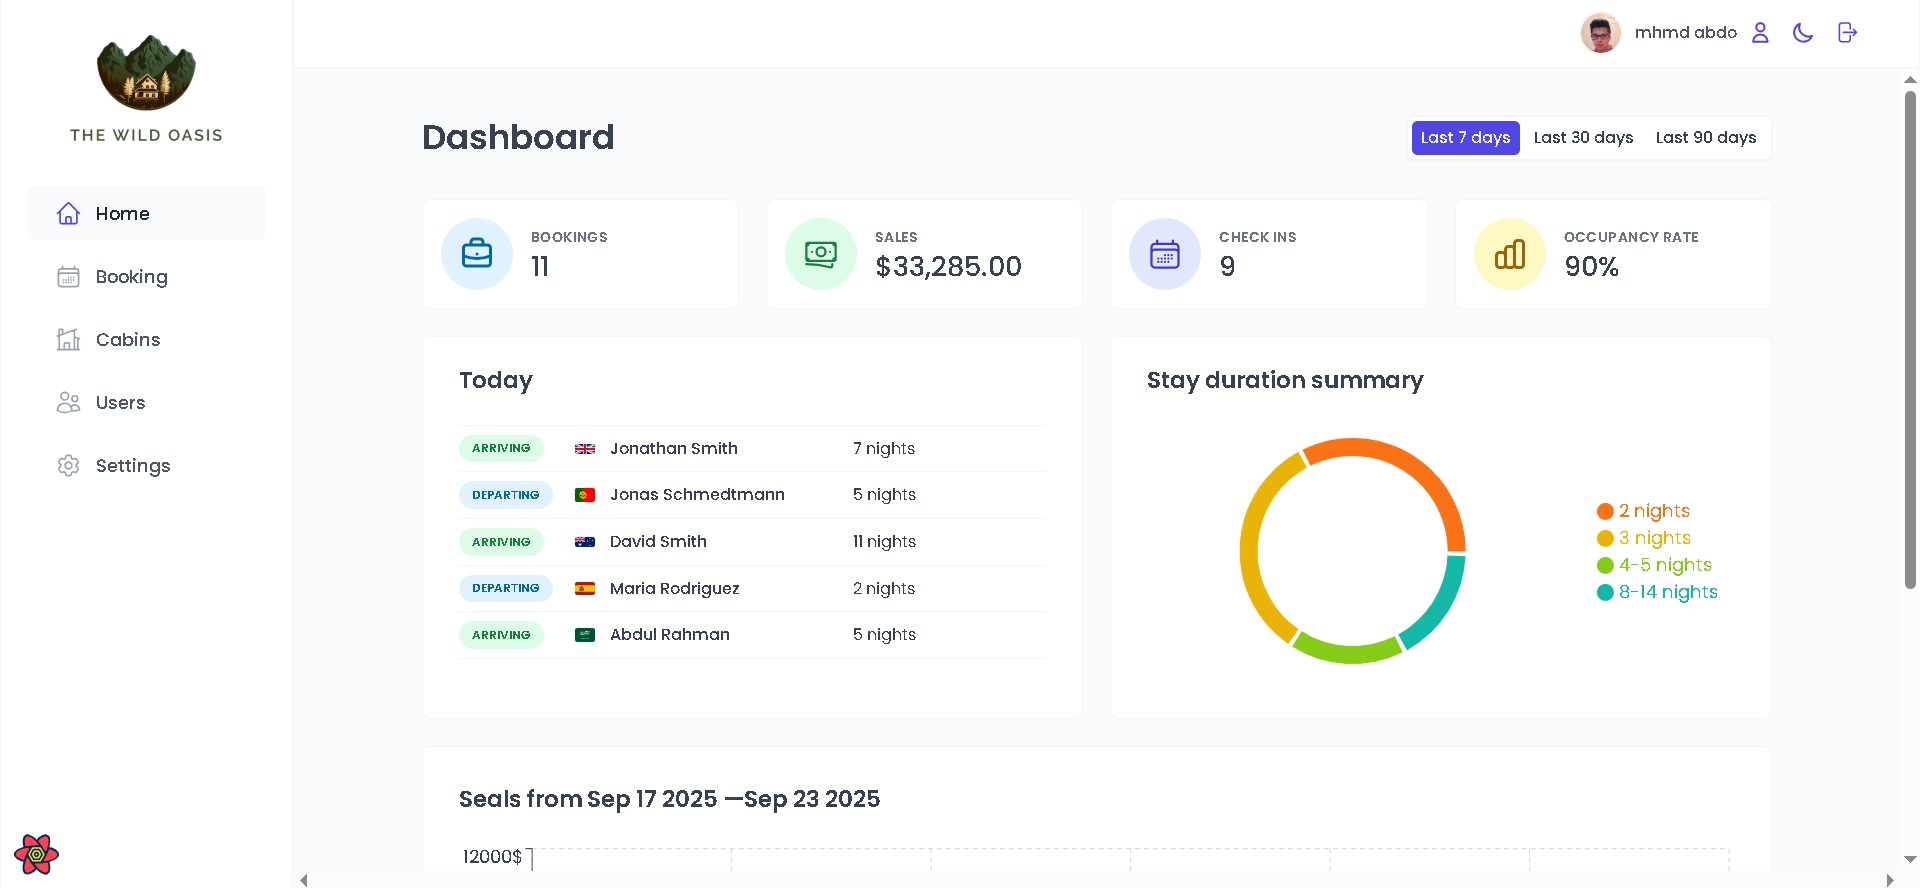 THE WILD OASIS
Home
Booking
Cabins
Users
Settings
mhmd abdo
Dashboard
Last 7 days Last 30 days Last 90 days
BOOKINGS
11
SALES
$33,285.00
CHECK INS
9
OCCUPANCY RATE
90%
Today
ARRIVING Jonathan Smith 7 nights
DEPARTING Jonas Schmedtmann 5 nights
ARRIVING David Smith 11 nights
DEPARTING Maria Rodriguez 2 nights
ARRIVING Abdul Rahman 5 nights
Stay duration summary
2 nights
3 nights
4-5 nights
8-14 nights
Seals from Sep 17 2025 —Sep 23 2025
12000$